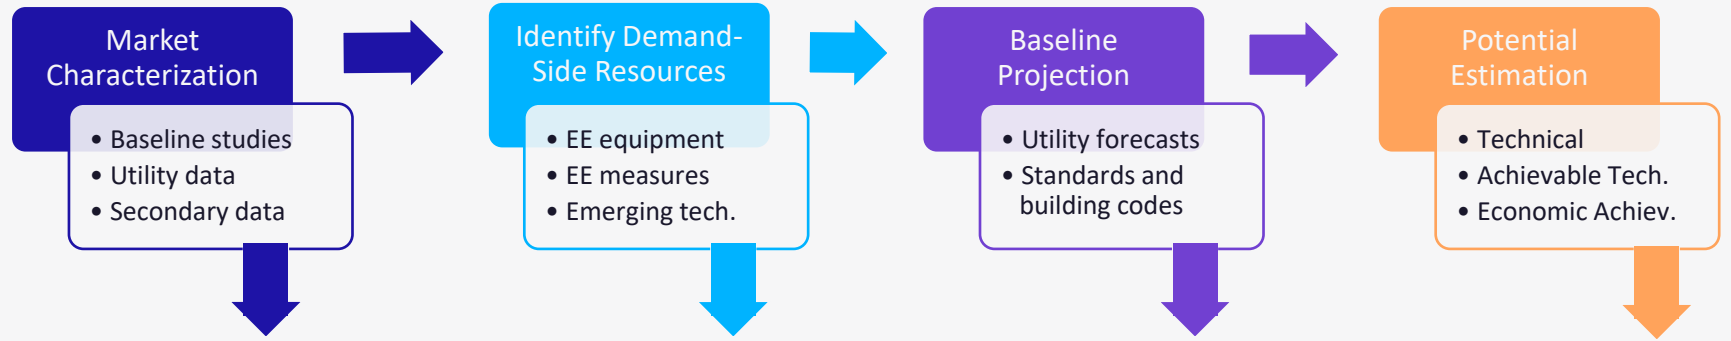 Market
Characterization
• Baseline studies
• Utility data
• Secondary data
Identify Demand-
Side Resources
• EE equipment
• EE measures
• Emerging tech.
Baseline
Projection
• Utility forecasts
• Standards and
building codes
Potential
Estimation
• Technical
• Achievable Tech.
• Economic Achiev.